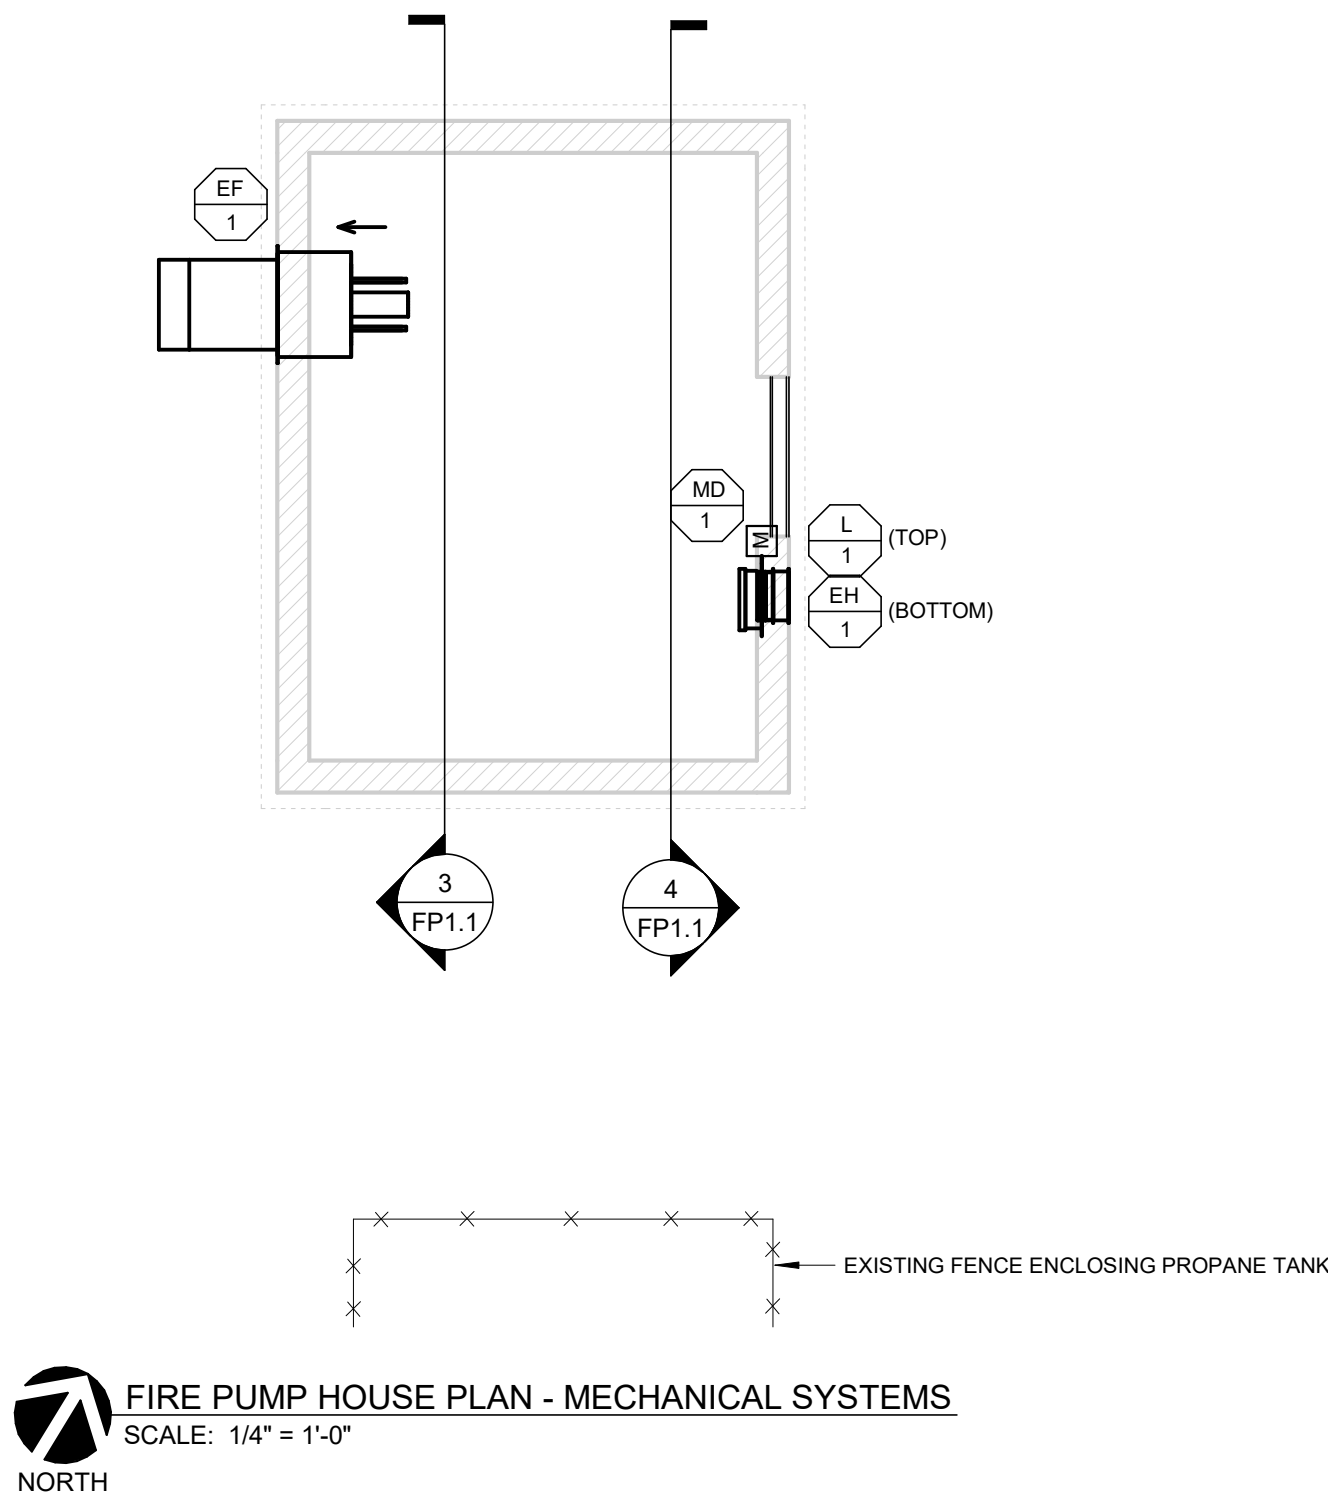 EF
1
MD
1
M
L
1
(TOP)
EH
1
(BOTTOM)
3
FP1.1
4
FP1.1
EXISTING FENCE ENCLOSING PROPANE TANK
FIRE PUMP HOUSE PLAN - MECHANICAL SYSTEMS
SCALE: 1/4" = 1'-0"
NORTH